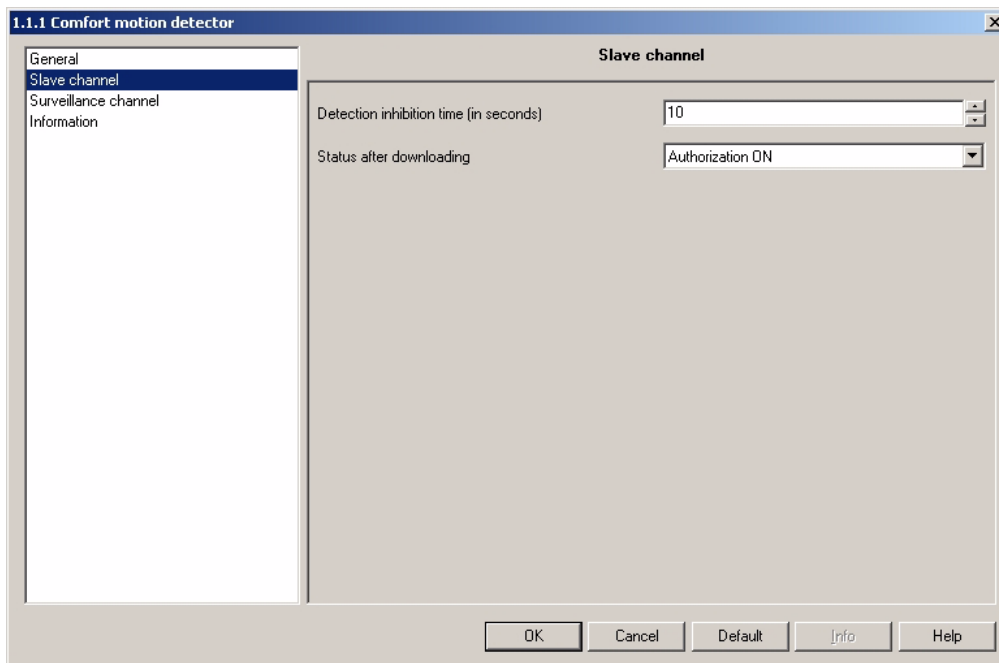 1.1.1 Comfort motion detector
General
Slave channel
Surveillance channel
Information
Slave channel
Detection inhibition time (in seconds)
10
Status after downloading
Authorization ON
OK
Cancel
Default
Info
Help